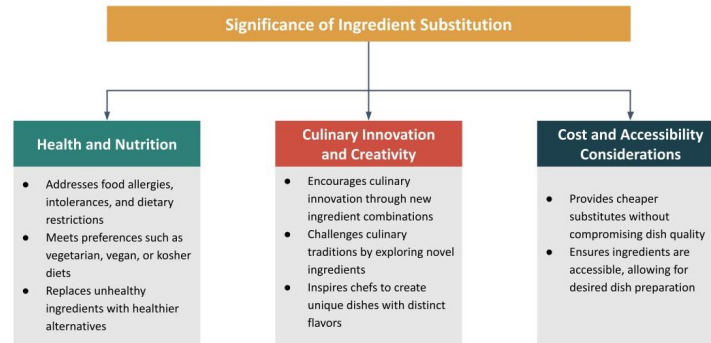 Significance of Ingredient Substitution
Health and Nutrition
● Addresses food allergies,
intolerances, and dietary
restrictions
● Meets preferences such as
vegetarian, vegan, or kosher
diets
● Replaces unhealthy
ingredients with healthier
alternatives
Culinary Innovation
and Creativity
● Encourages culinary
innovation through new
ingredient combinations
● Challenges culinary
traditions by exploring novel
ingredients
● Inspires chefs to create
unique dishes with distinct
flavors
Cost and Accessibility
Considerations
● Provides cheaper
substitutes without
compromising dish quality
● Ensures ingredients are
accessible, allowing for
desired dish preparation